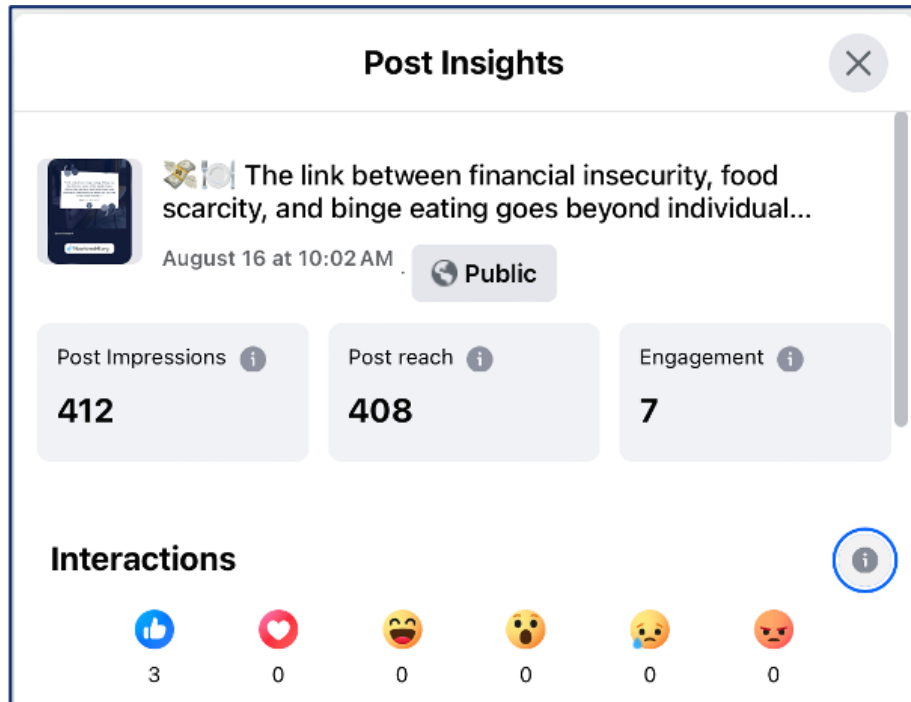 Post Insights
💸🍽️ The link between financial insecurity, food
scarcity, and binge eating goes beyond individual...
August 16 at 10:02 AM . Public
Post Impressions
Post reach
Engagement
412
408
7
Interactions
3
0
0
0
0
0